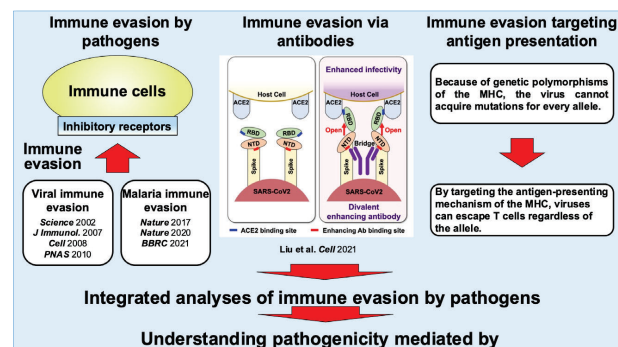 Immune evasion by
pathogens
Immune cells
Inhibitory receptors
Immune
evasion
Viral immune
evasion
Science 2002
J Immunol. 2007
Cell 2008
PNAS 2010
Malaria immune
evasion
Nature 2017
Nature 2020
BBRC 2021
Immune evasion via
antibodies
Host Cell
ACE2
ACE2
RBD
RBD
NTD
NTD
Spike
Spike
SARS-CoV2
Enhanced infectivity
Host Cell
ACE2
ACE2
RBD
RBD
Open
Open
NTD
NTD
Bridge
Spike
Spike
SARS-CoV2
Divalent
enhancing antibody
ACE2 binding site
Enhancing Ab binding site
Liu et al. Cell 2021
Immune evasion targeting
antigen presentation
Because of genetic polymorphisms
of the MHC, the virus cannot
acquire mutations for every allele.
By targeting the antigen-presenting
mechanism of the MHC, viruses
can escape T cells regardless of
the allele.
Integrated analyses of immune evasion by pathogens
Understanding pathogenicity mediated by